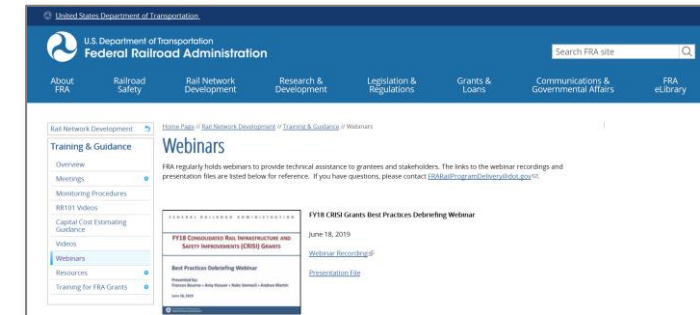 United States Department of Transportation
U.S. Department of Transportation
Federal Railroad Administration
Search FRA site
About FRA
Railroad Safety
Rail Network Development
Research & Development
Legislation & Regulations
Grants & Loans
Communications & Governmental Affairs
FRA eLibrary
Rail Network Development
Training & Guidance
Overview
Meetings
Monitoring Procedures
RR101 Videos
Capital Cost Estimating
Guidance
Videos
Webinars
Resources
Training for FRA Grants
Home Page // Rail Network Development // Training & Guidance // Webinars
Webinars
FRA regularly holds webinars to provide technical assistance to grantees and stakeholders. The links to the webinar recordings and
presentation files are listed below for reference. If you have questions, please contact FRARailProgramDelivery@dot.gov.
FEDERAL RAILROAD ADMINISTRATION
FY18 CONSOLIDATED RAIL INFRASTRUCTURE AND
SAFETY IMPROVEMENTS (CRISI) GRANTS
Best Practices Debriefing Webinar
Presented by:
June 18, 2019
FY18 CRISI Grants Best Practices Debriefing Webinar
June 18, 2019
Webinar Recording
Presentation File